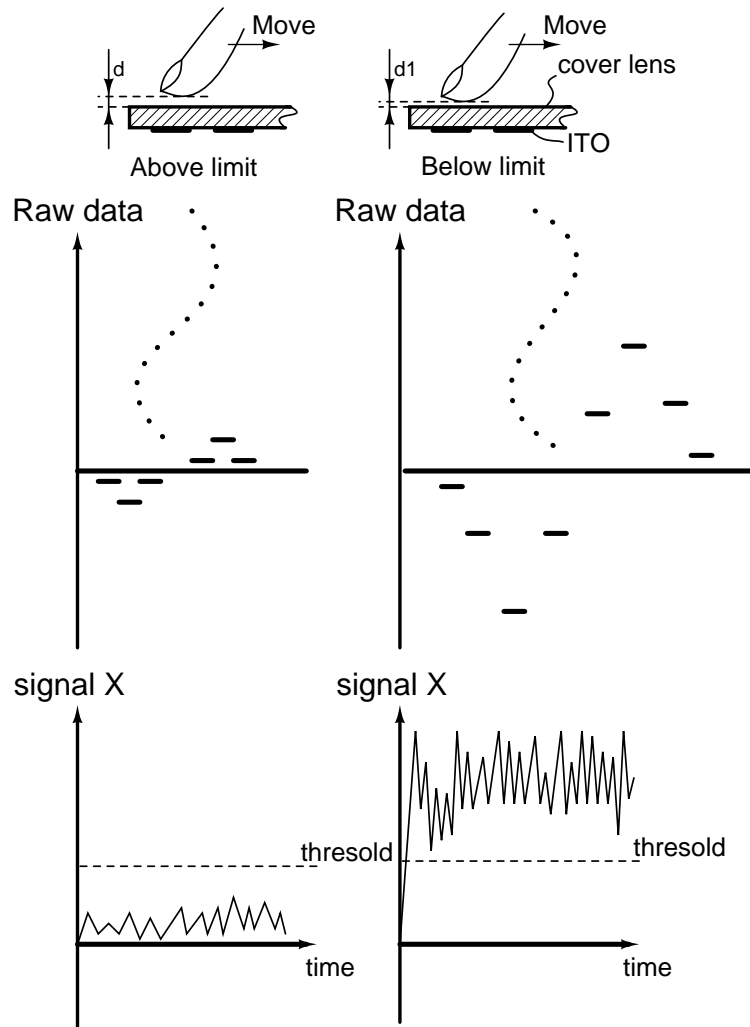 Move
Move
d
d1
cover lens
ITO
Above limit
Below limit
Raw data
Raw data
signal X
signal X
thresold
thresold
time
time